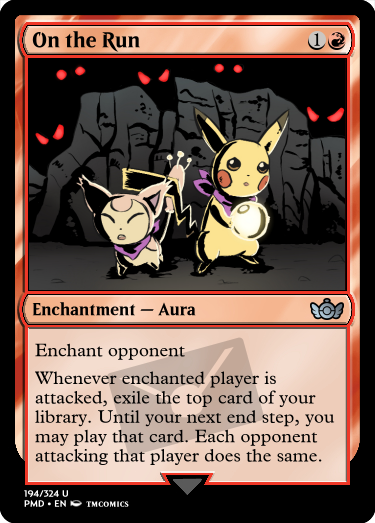 On the Run 1
Enchantment — Aura
Enchant opponent
Whenever enchanted player is
attacked, exile the top card of your
library. Until your next end step, you
may play that card. Each opponent
attacking that player does the same.
194/324 U
PMD • EN TMCOMICS